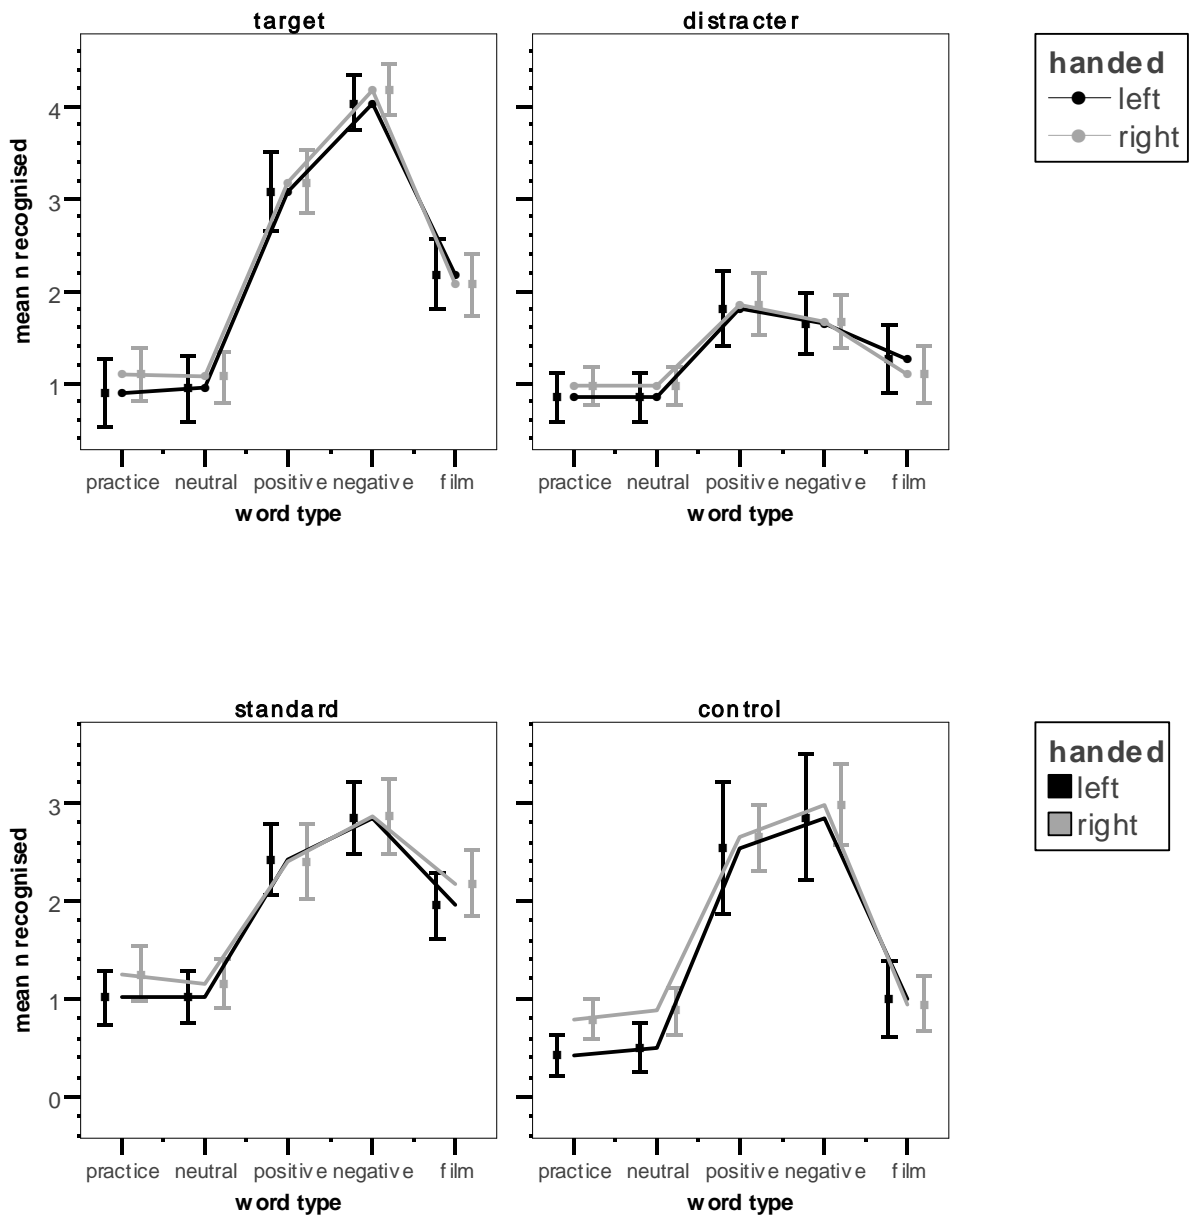 target
distracter
4
3
2
1
mean n recognised
practice neutral positive negative film
practice neutral positive negative film
word type
word type
handed
left
right
standard
control
3
2
1
0
mean n recognised
practice neutral positive negative film
practice neutral positive negative film
word type
word type
handed
left
right